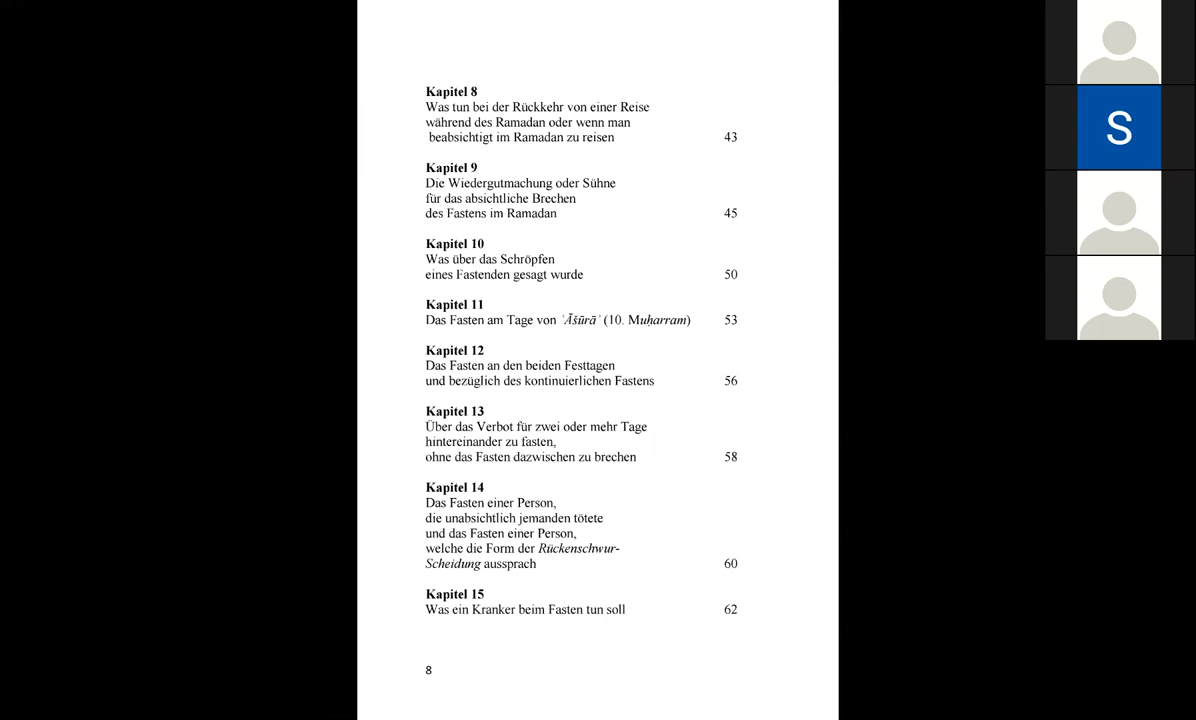 Kapitel 8
Was tun bei der Rückkehr von einer Reise
während des Ramadan oder wenn man
beabsichtigt im Ramadan zu reisen 43
Kapitel 9
Die Wiedergutmachung oder Sühne
für das absichtliche Brechen
des Fastens im Ramadan 45
Kapitel 10
Was über das Schröpfen
eines Fastenden gesagt wurde 50
Kapitel 11
Das Fasten am Tage von ʿĀšūrāʾ (10. Muḥarram) 53
Kapitel 12
Das Fasten an den beiden Festtagen
und bezüglich des kontinuierlichen Fastens 56
Kapitel 13
Über das Verbot für zwei oder mehr Tage
hintereinander zu fasten,
ohne das Fasten dazwischen zu brechen 58
Kapitel 14
Das Fasten einer Person,
die unabsichtlich jemanden tötete
und das Fasten einer Person,
welche die Form der Rückenschwur-
Scheidung aussprach 60
Kapitel 15
Was ein Kranker beim Fasten tun soll 62
8
S